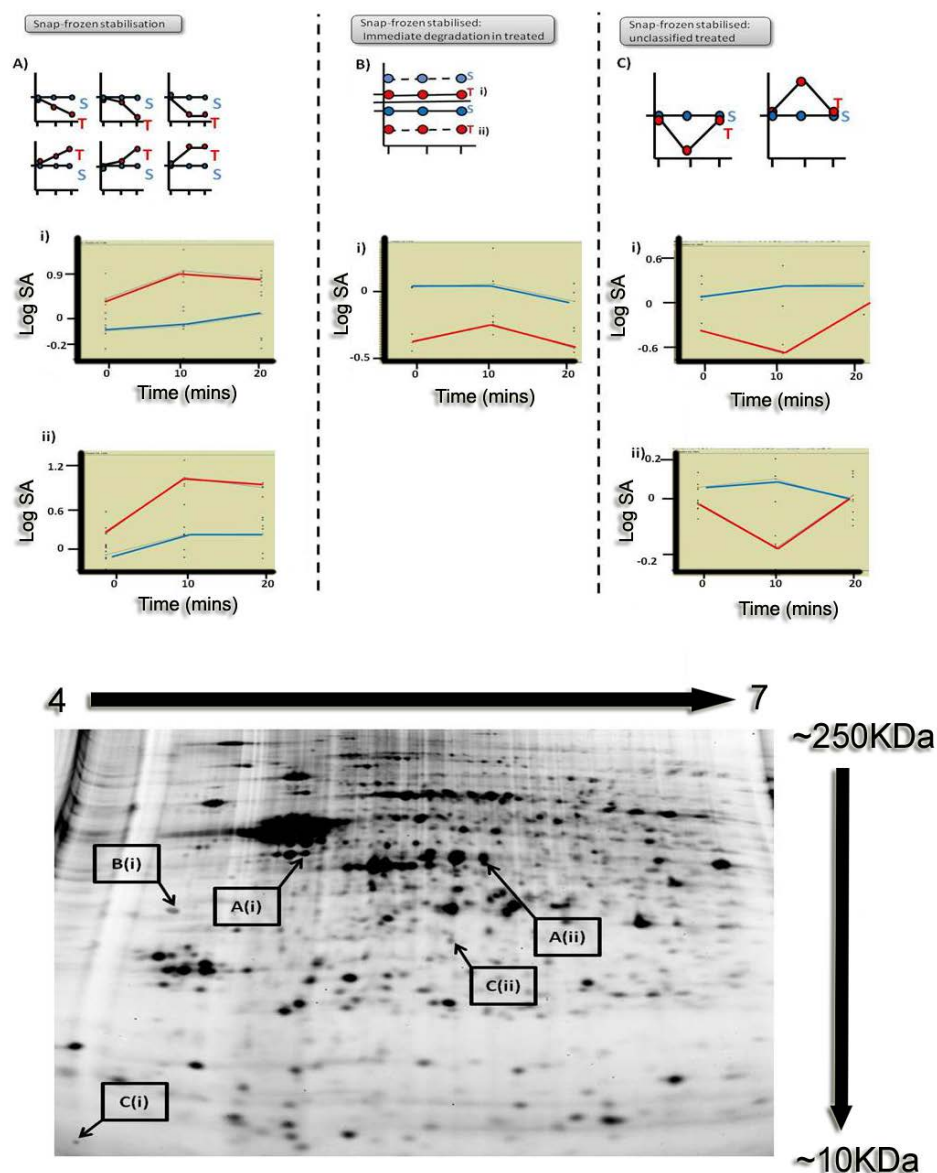 Snap-frozen stabilisation
Snap-frozen stabilised:
Immediate degradation in treated
Snap-frozen stabilised:
unclassified treated
A)
S
T
S
T
S
T
T
S
T
S
T
S
B)
S
T i)
S
T ii)
C)
S
T
T
S
i)
Log SA
0.9
0
-0.2
0 10 20
Time (mins)
i)
Log SA
0
-0.5
0 10 20
Time (mins)
i)
Log SA
0.6
0
-0.6
0 10 20
Time (mins)
ii)
Log SA
1.2
0.6
0
0 10 20
Time (mins)
ii)
Log SA
0.2
0
-0.2
0 10 20
Time (mins)
4 7
~250KDa
B(i)
A(i)
A(ii)
C(ii)
C(i)
~10KDa